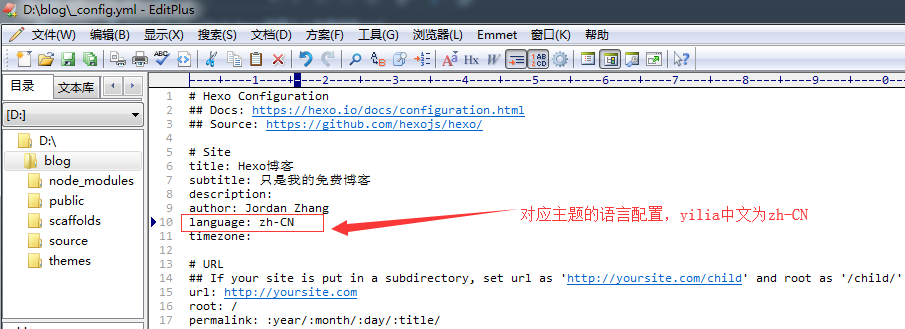 D:\blog\_config.yml - EditPlus
文件(W) 编辑(B) 显示(X) 搜索(S) 文档(D) 方案(F) 工具(G) 浏览器(L) Emmet 窗口(K) 帮助
目录 文本库
[D:]
D:\
blog
node_modules
public
scaffolds
source
themes
----+----1----+----2----+----3----+----4----+----5----+----6----+----7----+----8----+----9----+----0
1 # Hexo Configuration
2 ## Docs: https://hexo.io/docs/configuration.html
3 ## Source: https://github.com/hexojs/hexo/
4
5 # Site
6 title: Hexo博客
7 subtitle: 只是我的免费博客
8 description:
9 author: Jordan Zhang
10 language: zh-CN
对应主题的语言配置，yilia中文为zh-CN
11 timezone:
12
13 # URL
14 ## If your site is put in a subdirectory, set url as 'http://yoursite.com/child' and root as '/child/'
15 url: http://yoursite.com
16 root: /
17 permalink: :year/:month/:day/:title/